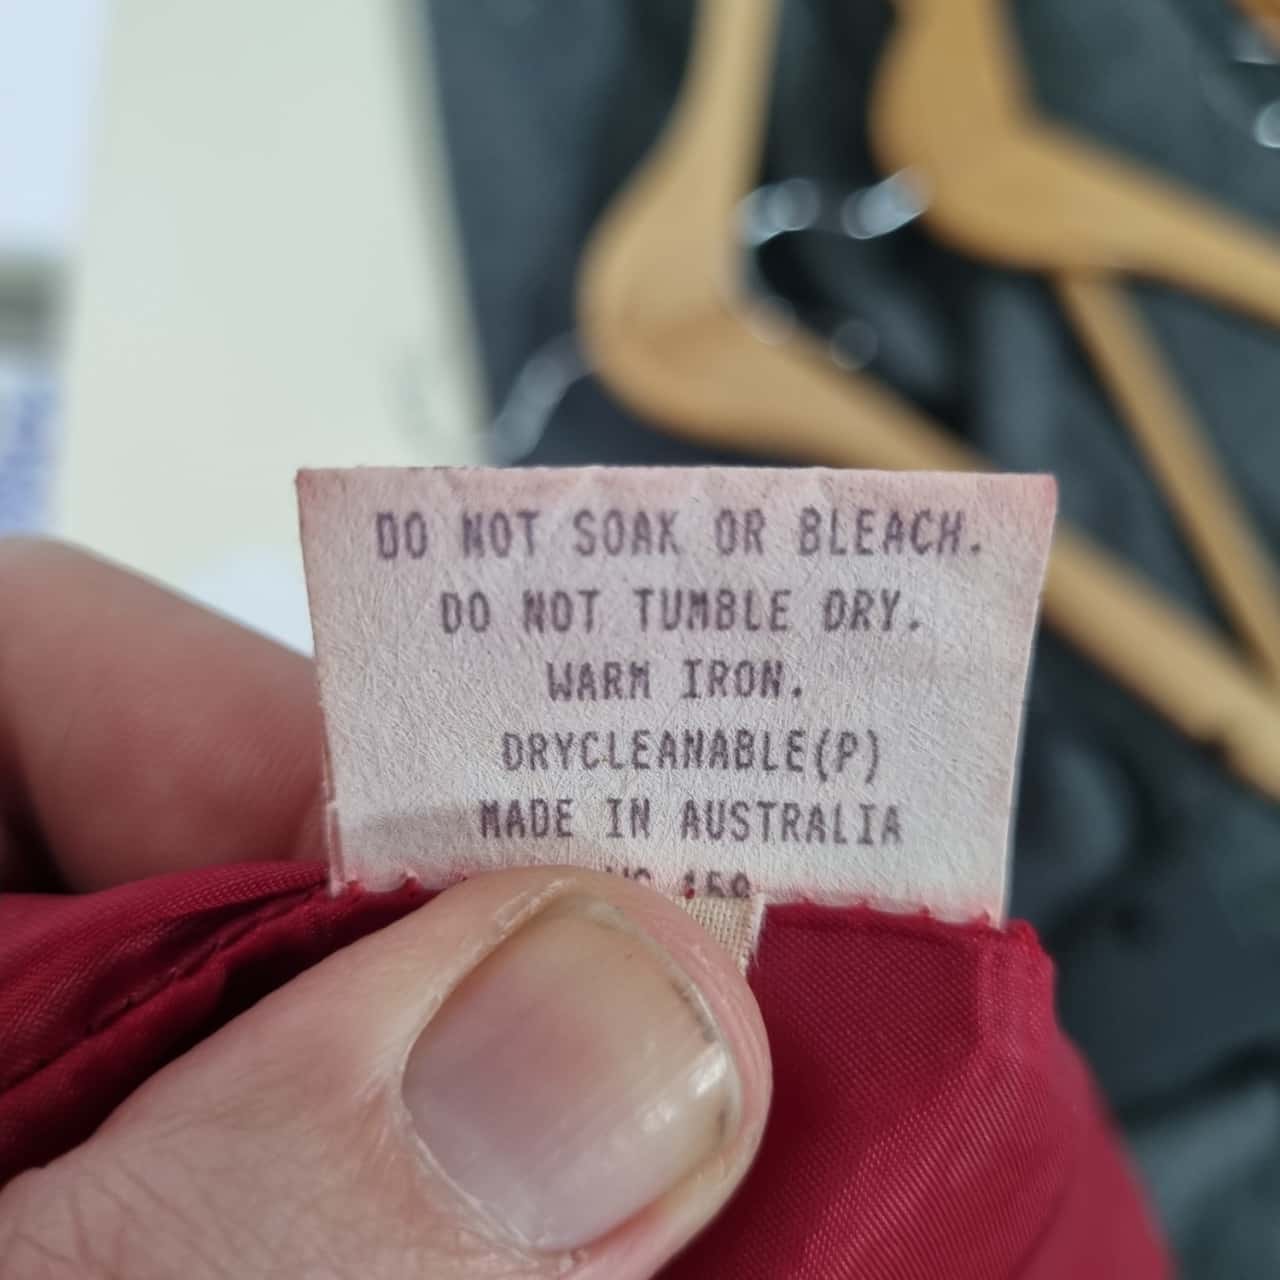 DO NOT SOAK OR BLEACH.
DO NOT TUMBLE DRY.
WARM IRON.
DRYCLEANABLE(P)
MADE IN AUSTRALIA